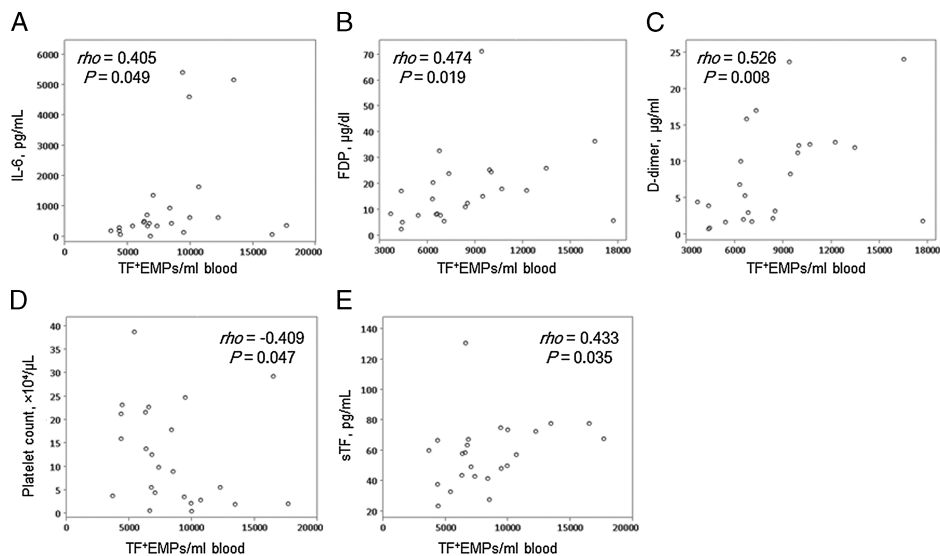 A
rho = 0.405
P = 0.049
IL-6, pg/mL
6000
5000
4000
3000
2000
1000
0
0 5000 10000 15000 20000
TF⁺EMPs/ml blood
B
rho = 0.474
P = 0.019
FDP, µg/dl
70
60
50
40
30
20
10
0
3000 6000 9000 12000 15000 18000
TF⁺EMPs/ml blood
C
rho = 0.526
P = 0.008
D-dimer, µg/ml
25
20
15
10
5
0
3000 6000 9000 12000 15000 18000
TF⁺EMPs/ml blood
D
rho = -0.409
P = 0.047
Platelet count, ×10⁴/µL
40
35
30
25
20
15
10
5
0
0 5000 10000 15000 20000
TF⁺EMPs/ml blood
E
rho = 0.433
P = 0.035
sTF, pg/mL
140
120
100
80
60
40
20
0 5000 10000 15000 20000
TF⁺EMPs/ml blood